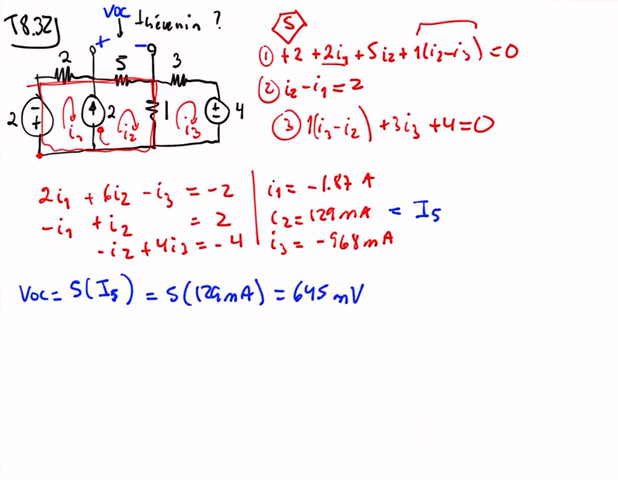 T8.32
Voc
thévenin ?
+
−
2
5
3
2
−
+
i₁
2
i₂
1
i₃
±
4
5
① +2 +2i₁ +5i₂ +1(i₂-i₃) =0
② i₂-i₁ =2
③ 1(i₃-i₂) +3i₃ +4=0
2i₁ +6i₂ -i₃ = -2
-i₁ +i₂ = 2
-i₂ +4i₃ = -4
i₁= -1.87 A
i₂= 129 mA = I₅
i₃= -968 mA
Voc = 5(I₅) = 5(129mA) = 645 mV